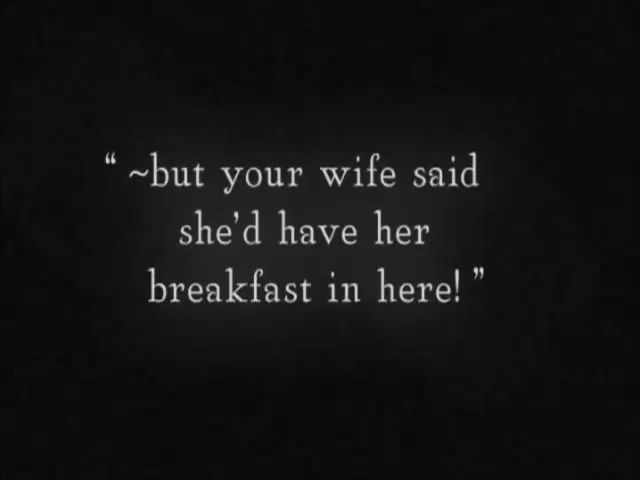 “ ~but your wife said
she'd have her
breakfast in here! ”